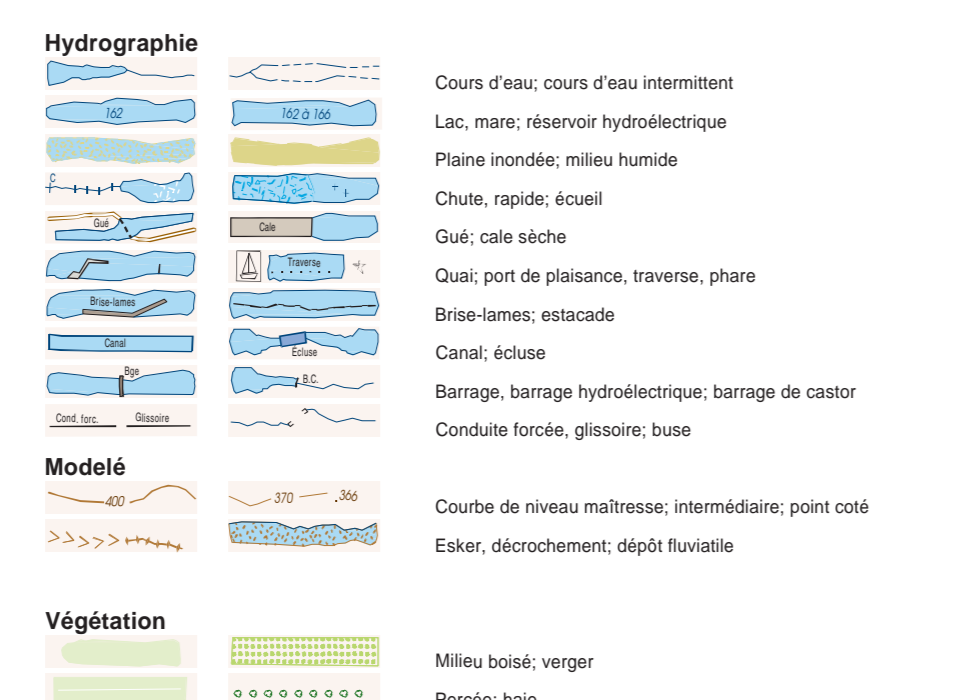 Hydrographie
Cours d'eau; cours d'eau intermittent
162 162 à 166
Lac, mare; réservoir hydroélectrique
Plaine inondée; milieu humide
C
Chute, rapide; écueil
Gué Cale
Gué; cale sèche
Traverse
Quai; port de plaisance, traverse, phare
Brise-lames
Brise-lames; estacade
Canal Écluse
Canal; écluse
Bge B.C.
Barrage, barrage hydroélectrique; barrage de castor
Cond. forc. Glissoire
Conduite forcée, glissoire; buse
Modelé
400 370 .366
Courbe de niveau maîtresse; intermédiaire; point coté
Esker, décrochement; dépôt fluviatile
Végétation
Milieu boisé; verger
Percée; haie